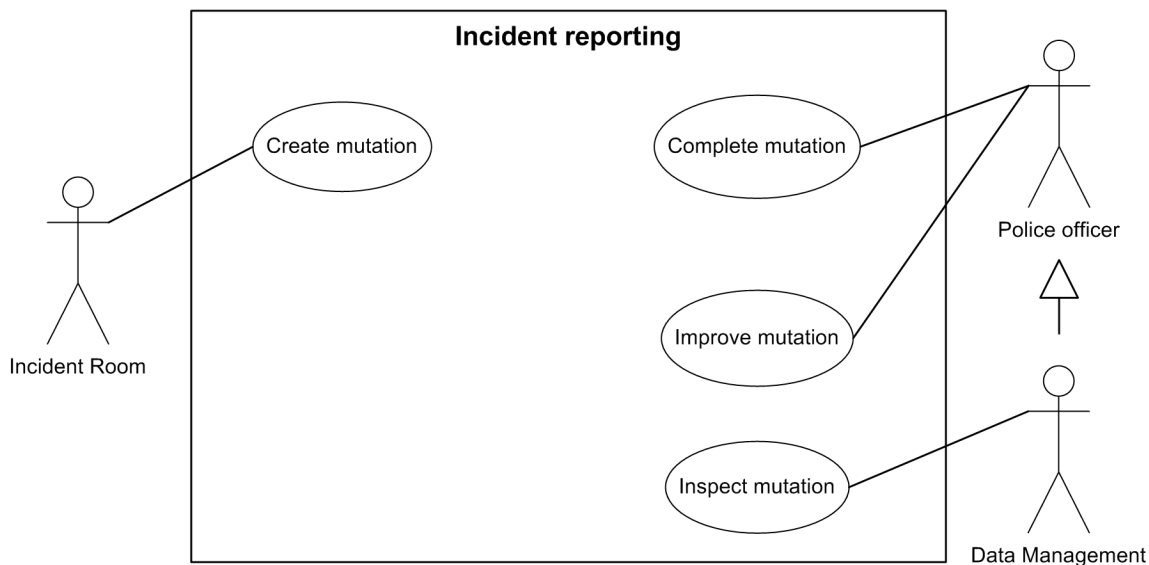 Incident reporting
Create mutation
Complete mutation
Police officer
Improve mutation
Incident Room
Inspect mutation
Data Management